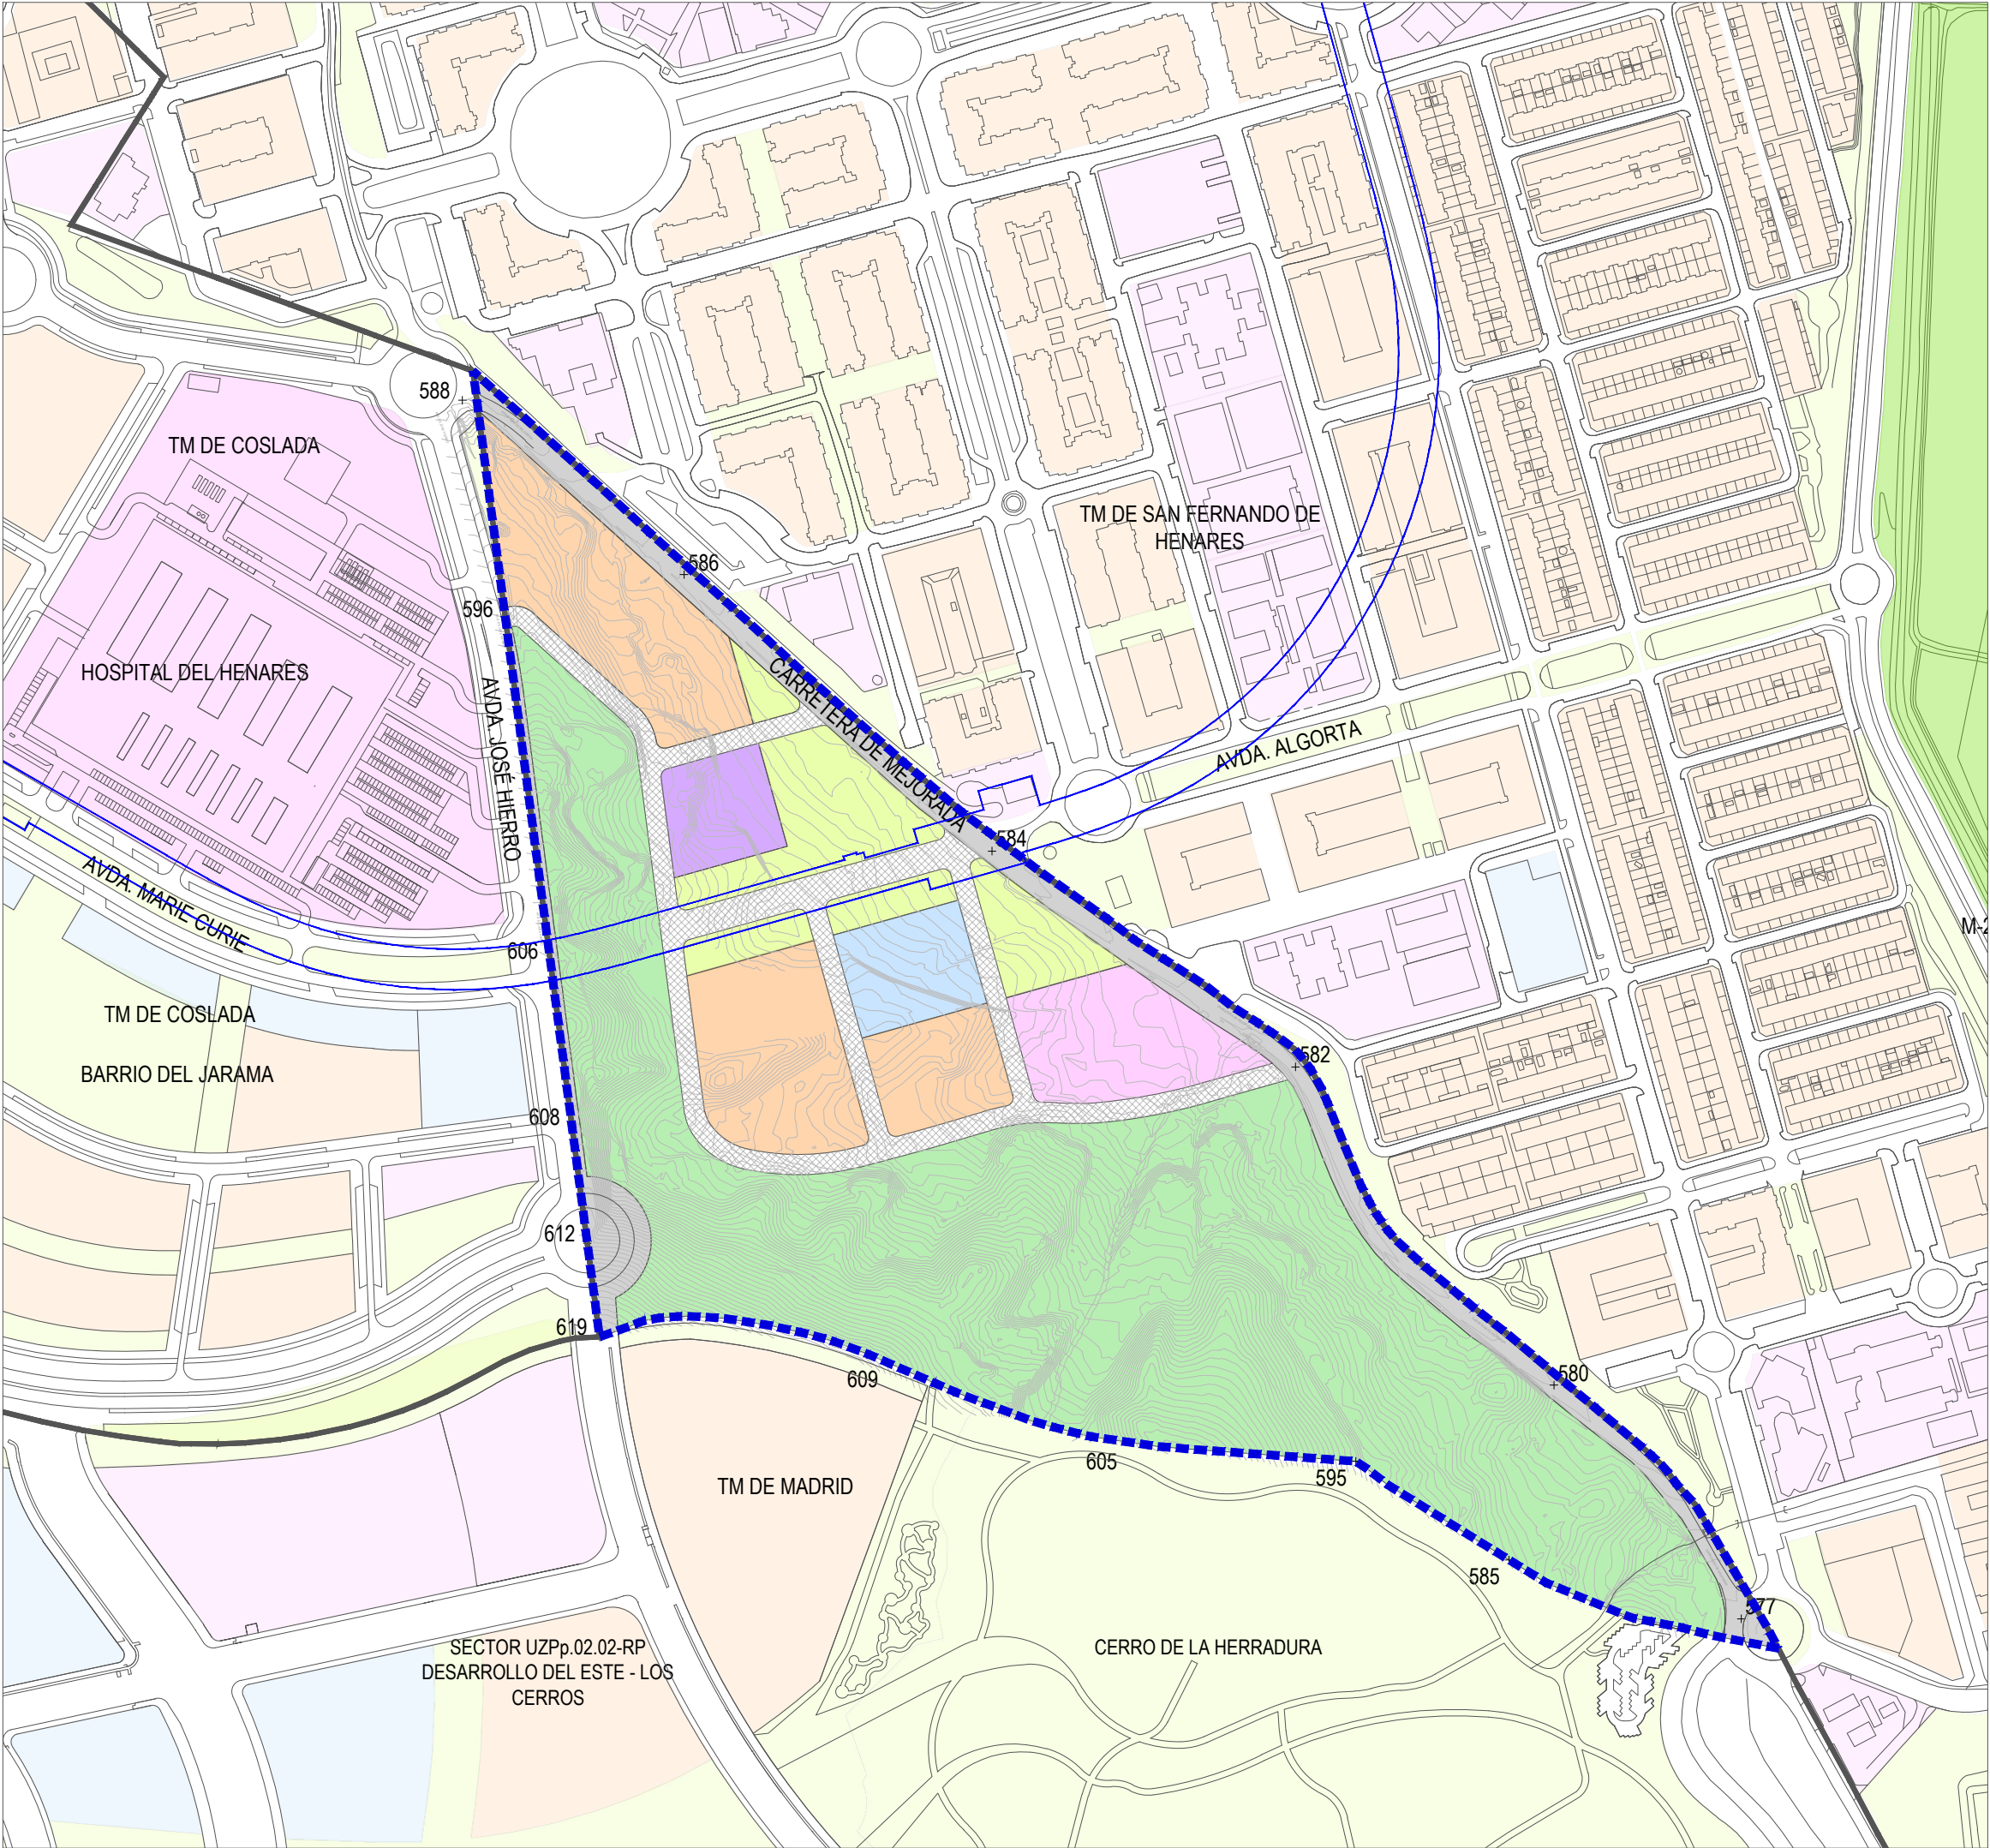 588
TM DE COSLADA
TM DE SAN FERNANDO DE
HENARES
586
596
HOSPITAL DEL HENARES
AVDA. JOSÉ HIERRO
CARRETERA DE MEJORADA
AVDA. ALGORTA
584
AVDA. MARIE CURIE
606
TM DE COSLADA
582
BARRIO DEL JARAMA
608
612
619
609
580
605
595
TM DE MADRID
585
577
SECTOR UZPp.02.02-RP
DESARROLLO DEL ESTE - LOS
CERROS
CERRO DE LA HERRADURA